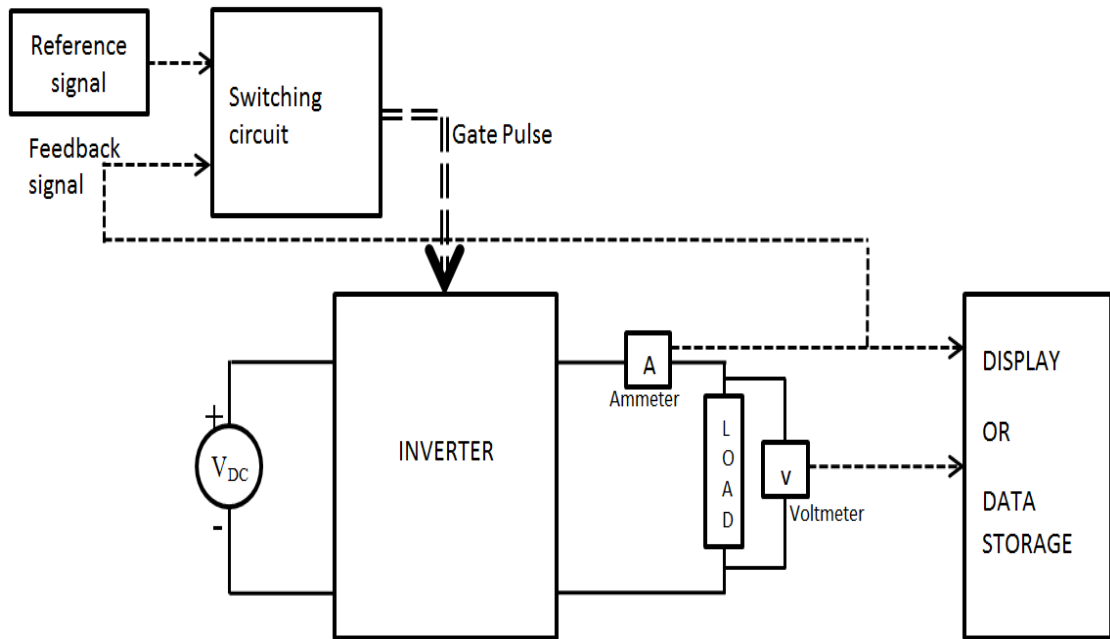 Reference
signal
Switching
circuit
Gate Pulse
Feedback
signal
A
Ammeter
DISPLAY
OR
DATA
STORAGE
+
V_DC
-
INVERTER
L
O
A
D
v
Voltmeter